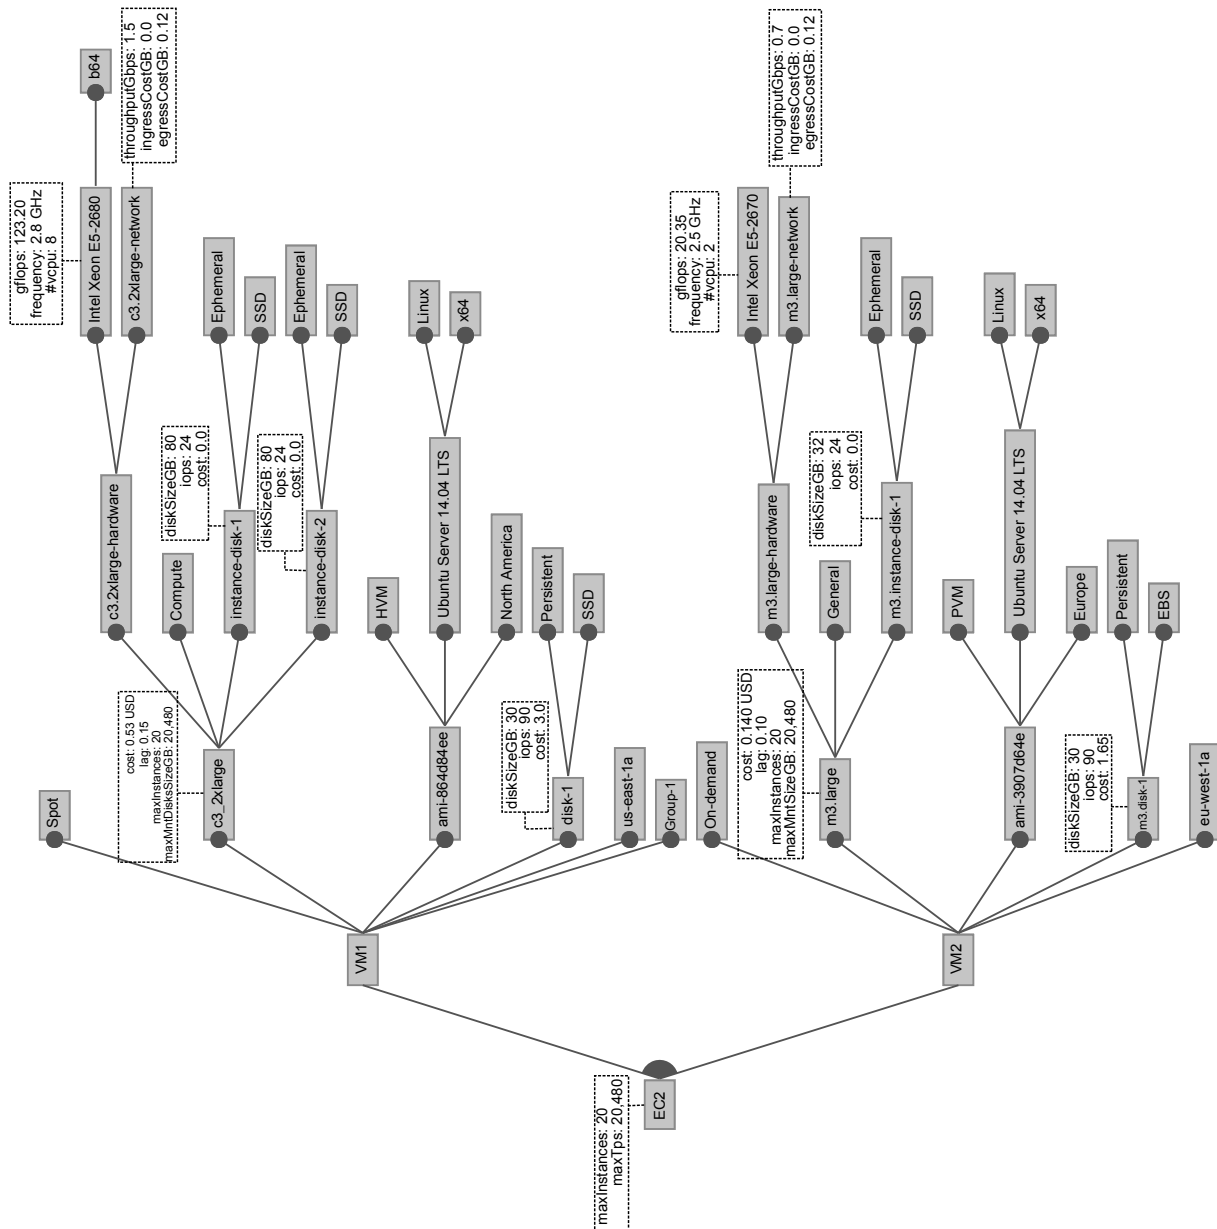 maxInstances: 20
maxTps: 20,480
EC2
VM1
VM2
Spot
cost: 0.53 USD
lag: 0.15
maxInstances: 20
maxMntDisksSizeGB: 20,480
c3_2xlarge
ami-864d84ee
diskSizeGB: 30
iops: 90
cost: 3.0
disk-1
us-east-1a
Group-1
On-demand
cost: 0.140 USD
lag: 0.10
maxInstances: 20
maxMntSizeGB: 20,480
m3.large
ami-3907d64e
diskSizeGB: 30
iops: 90
cost: 1.65
m3.disk-1
eu-west-1a
c3.2xlarge-hardware
Compute
diskSizeGB: 80
iops: 24
cost: 0.0
instance-disk-1
diskSizeGB: 80
iops: 24
cost: 0.0
instance-disk-2
HVM
Ubuntu Server 14.04 LTS
North America
Persistent
SSD
m3.large-hardware
General
diskSizeGB: 32
iops: 24
cost: 0.0
m3.instance-disk-1
PVM
Ubuntu Server 14.04 LTS
Europe
Persistent
EBS
gflops: 123.20
frequency: 2.8 GHz
#vcpu: 8
Intel Xeon E5-2680
c3.2xlarge-network
Ephemeral
SSD
Ephemeral
SSD
Linux
x64
gflops: 20.35
frequency: 2.5 GHz
#vcpu: 2
Intel Xeon E5-2670
m3.large-network
Ephemeral
SSD
Linux
x64
b64
throughputGbps: 1.5
ingressCostGB: 0.0
egressCostGB: 0.12
throughputGbps: 0.7
ingressCostGB: 0.0
egressCostGB: 0.12